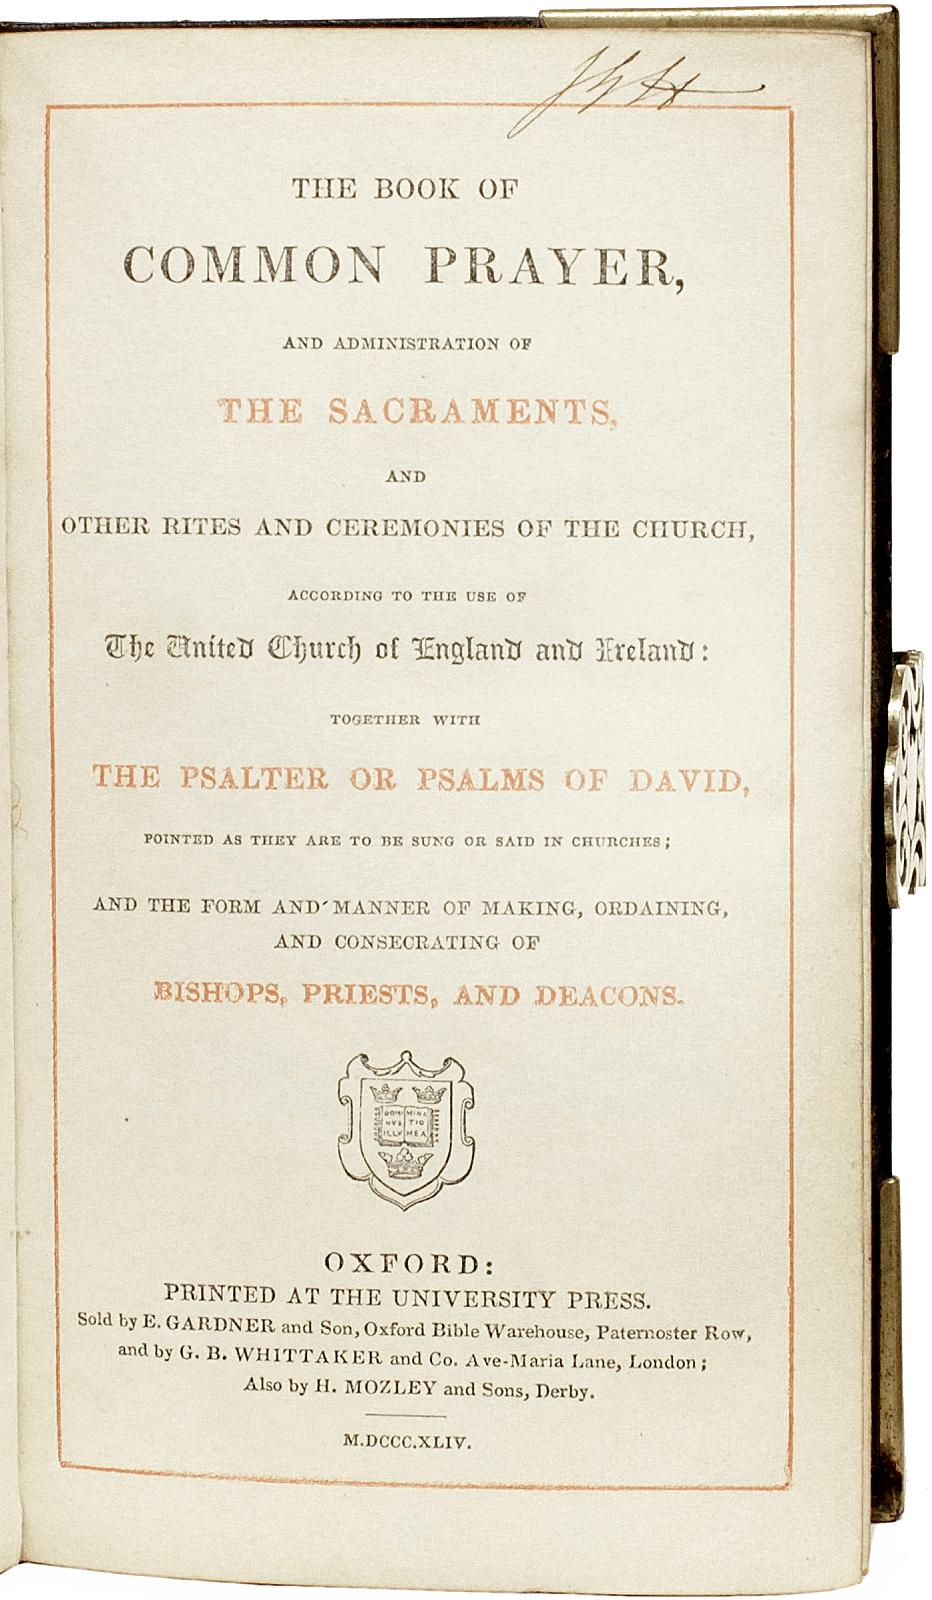 THE BOOK OF
COMMON PRAYER,
AND ADMINISTRATION OF
THE SACRAMENTS,
AND
OTHER RITES AND CEREMONIES OF THE CHURCH,
ACCORDING TO THE USE OF
The United Church of England and Ireland:
TOGETHER WITH
THE PSALTER OR PSALMS OF DAVID,
POINTED AS THEY ARE TO BE SUNG OR SAID IN CHURCHES;
AND THE FORM AND MANNER OF MAKING, ORDAINING,
AND CONSECRATING OF
BISHOPS, PRIESTS, AND DEACONS.
DOMI MINA
NVS TIO
ILLV MEA
OXFORD:
PRINTED AT THE UNIVERSITY PRESS.
Sold by E. GARDNER and Son, Oxford Bible Warehouse, Paternoster Row,
and by G. B. WHITTAKER and Co. Ave-Maria Lane, London;
Also by H. MOZLEY and Sons, Derby.
M.DCCC.XLIV.